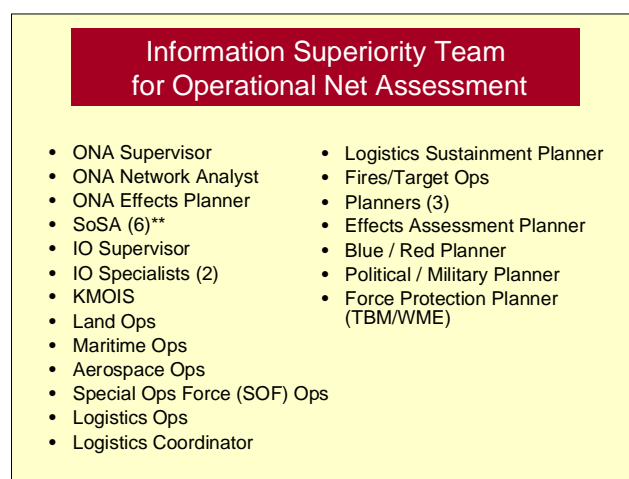 Information Superiority Team
for Operational Net Assessment
• ONA Supervisor
• ONA Network Analyst
• ONA Effects Planner
• SoSA (6)**
• IO Supervisor
• IO Specialists (2)
• KMOIS
• Land Ops
• Maritime Ops
• Aerospace Ops
• Special Ops Force (SOF) Ops
• Logistics Ops
• Logistics Coordinator
• Logistics Sustainment Planner
• Fires/Target Ops
• Planners (3)
• Effects Assessment Planner
• Blue / Red Planner
• Political / Military Planner
• Force Protection Planner
(TBM/WME)